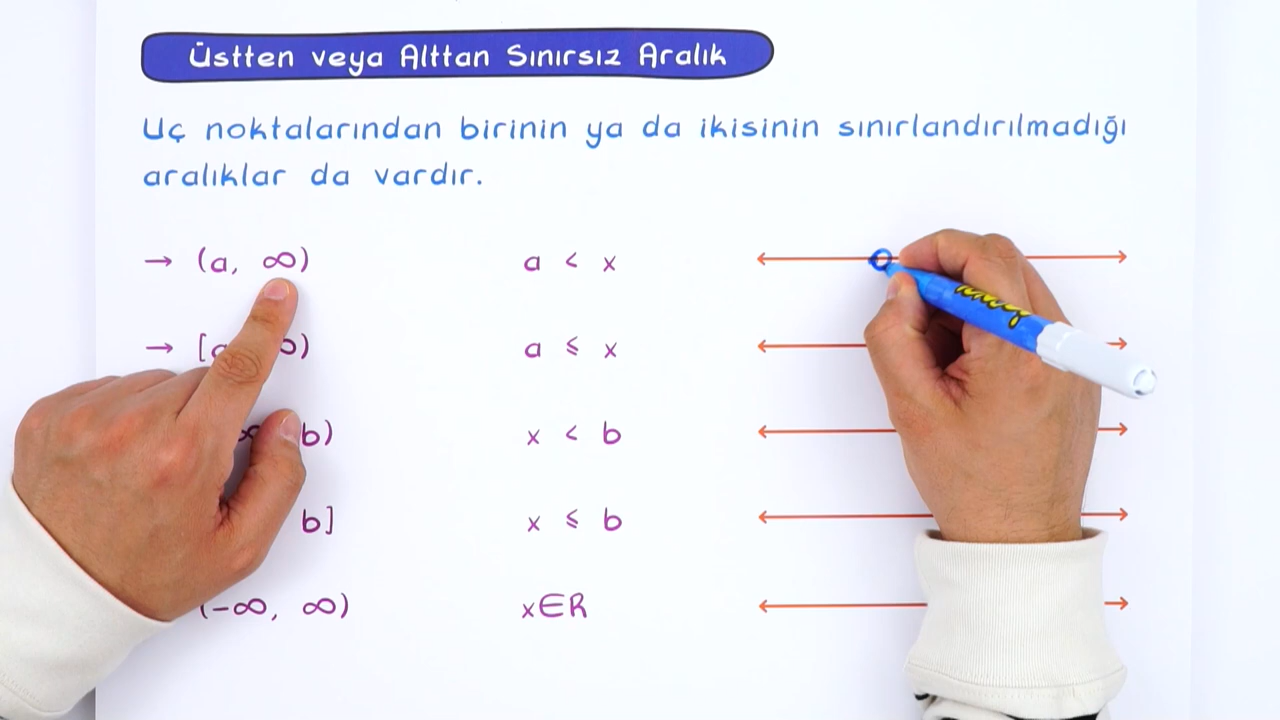 Üstten veya Alttan Sınırsız Aralık
Uç noktalarından birinin ya da ikisinin sınırlandırılmadığı
aralıklar da vardır.
→ (a, ∞) a < x
→ [a ∞) a ⩽ x
∞ b) x < b
b] x ⩽ b
(-∞, ∞) x∈R